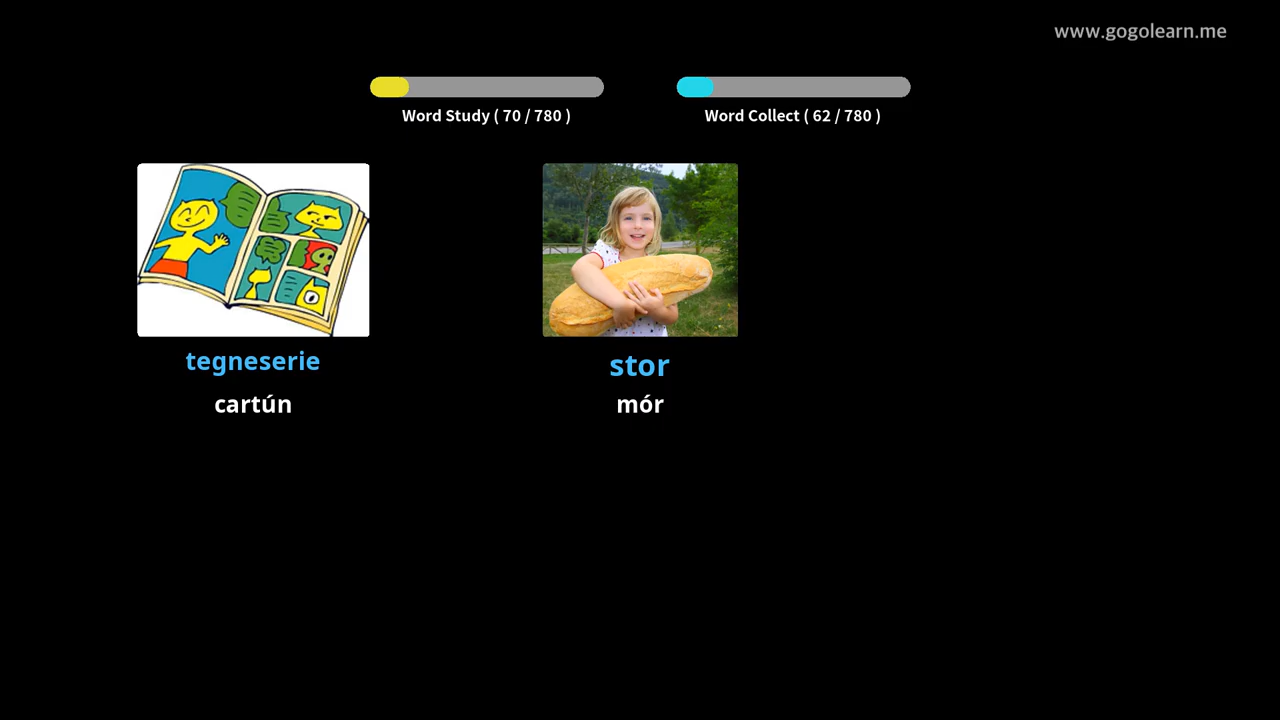 www.gogolearn.me
Word Study ( 70 / 780 )
Word Collect ( 62 / 780 )
tegneserie
cartún
stor
mór